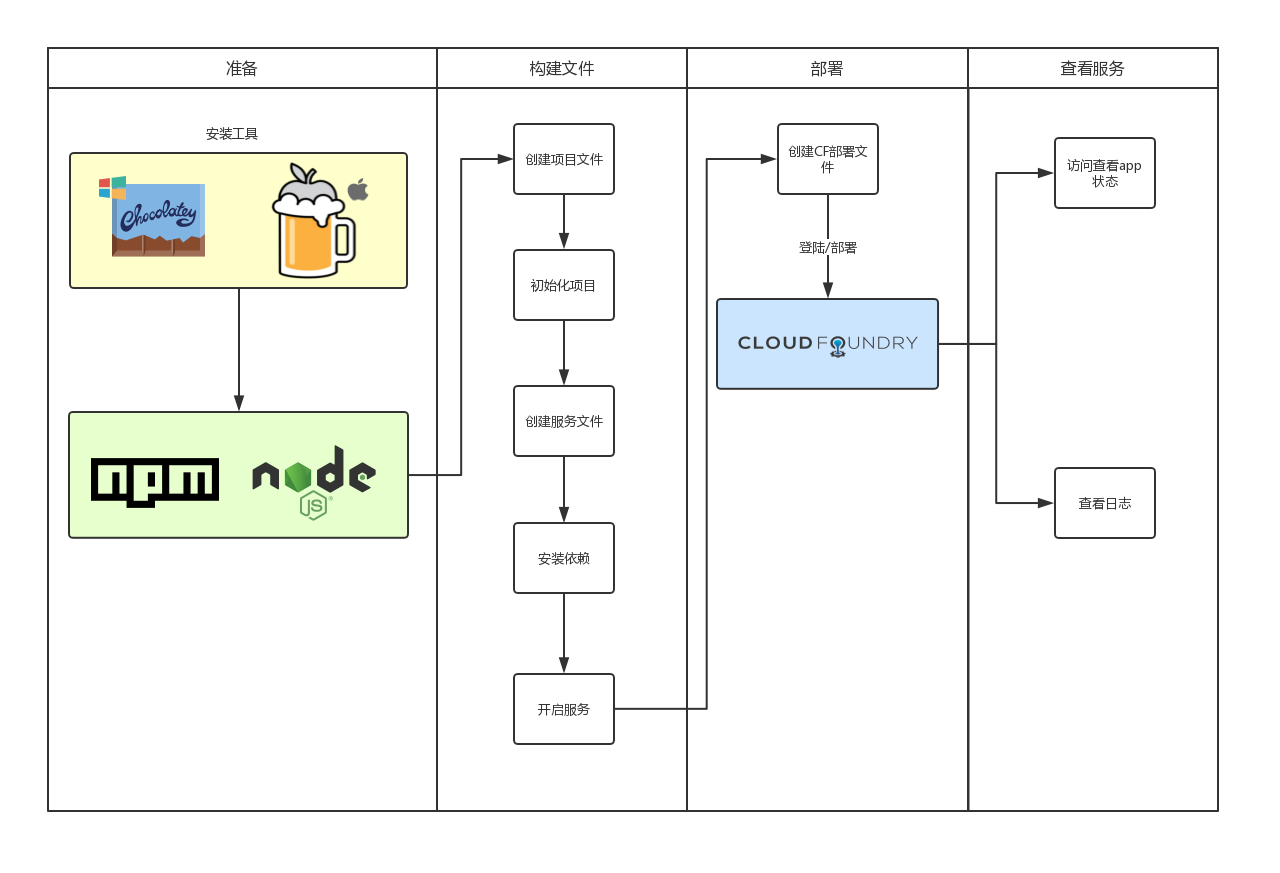 准备
构建文件
部署
查看服务
安装工具
Chocolatey
npm
node
JS
®
创建项目文件
初始化项目
创建服务文件
安装依赖
开启服务
创建CF部署文
件
登陆/部署
CLOUD FOUNDRY
访问查看app
状态
查看日志